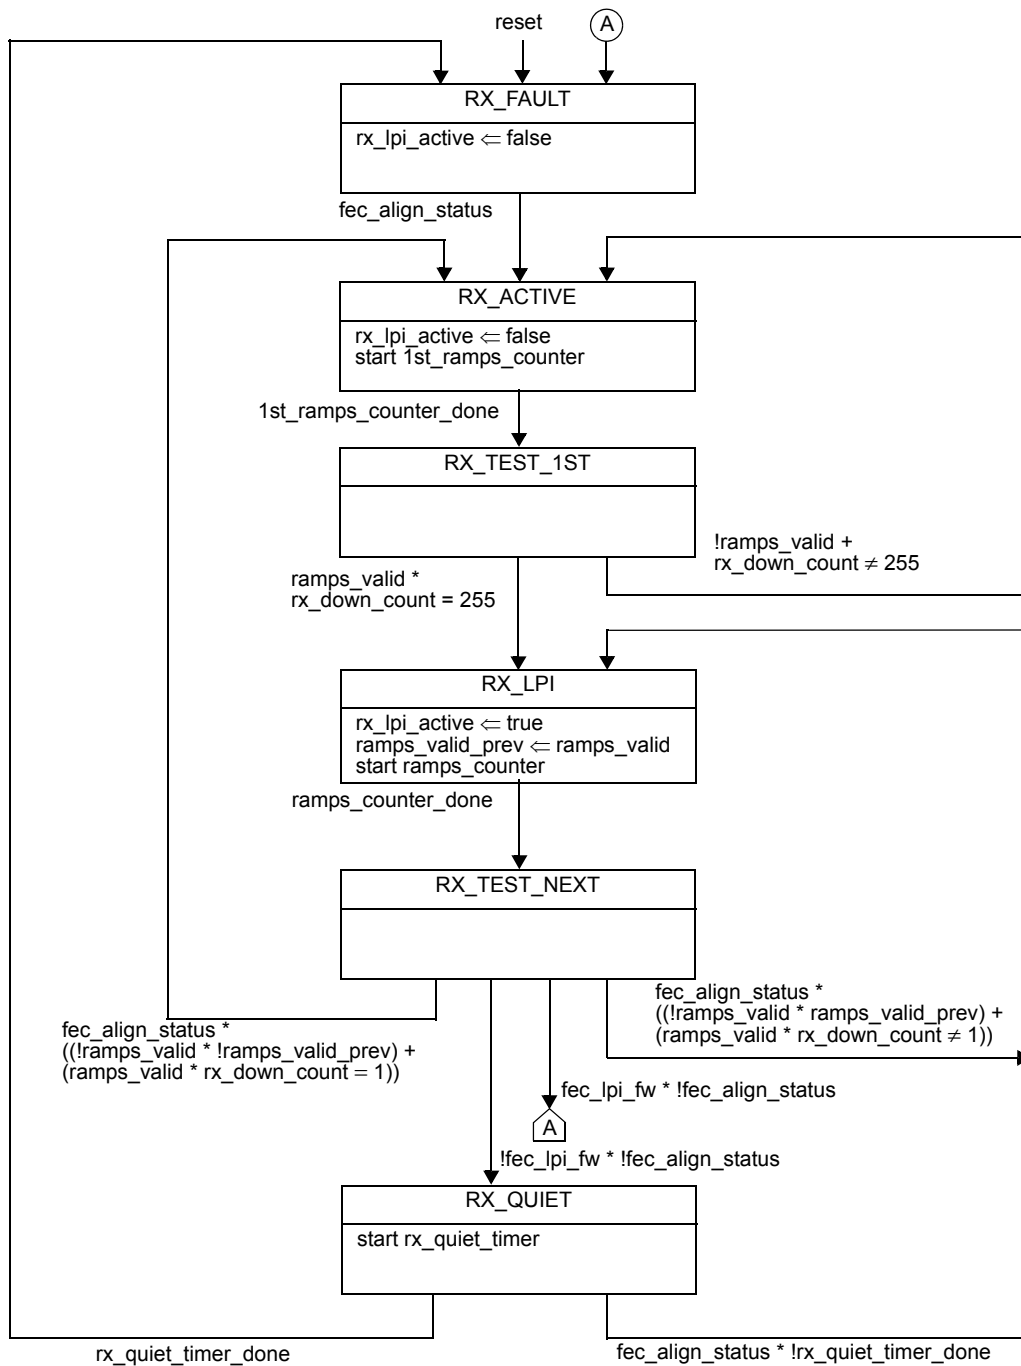 reset
A
RX_FAULT
rx_lpi_active ⇐ false
fec_align_status
RX_ACTIVE
rx_lpi_active ⇐ false
start 1st_ramps_counter
1st_ramps_counter_done
RX_TEST_1ST
!ramps_valid +
rx_down_count ≠ 255
ramps_valid *
rx_down_count = 255
RX_LPI
rx_lpi_active ⇐ true
ramps_valid_prev ⇐ ramps_valid
start ramps_counter
ramps_counter_done
RX_TEST_NEXT
fec_align_status *
((!ramps_valid * !ramps_valid_prev) +
(ramps_valid * rx_down_count = 1))
fec_align_status *
((!ramps_valid * ramps_valid_prev) +
(ramps_valid * rx_down_count ≠ 1))
fec_lpi_fw * !fec_align_status
A
!fec_lpi_fw * !fec_align_status
RX_QUIET
start rx_quiet_timer
rx_quiet_timer_done
fec_align_status * !rx_quiet_timer_done